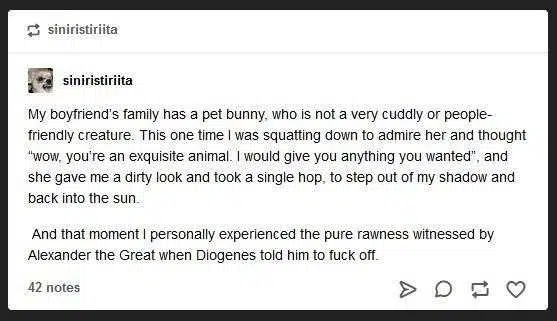 siniristiriita
siniristiriita
My boyfriend's family has a pet bunny, who is not a very cuddly or people-
friendly creature. This one time I was squatting down to admire her and thought
"wow, you're an exquisite animal. I would give you anything you wanted", and
she gave me a dirty look and took a single hop, to step out of my shadow and
back into the sun.
And that moment I personally experienced the pure rawness witnessed by
Alexander the Great when Diogenes told him to fuck off.
42 notes